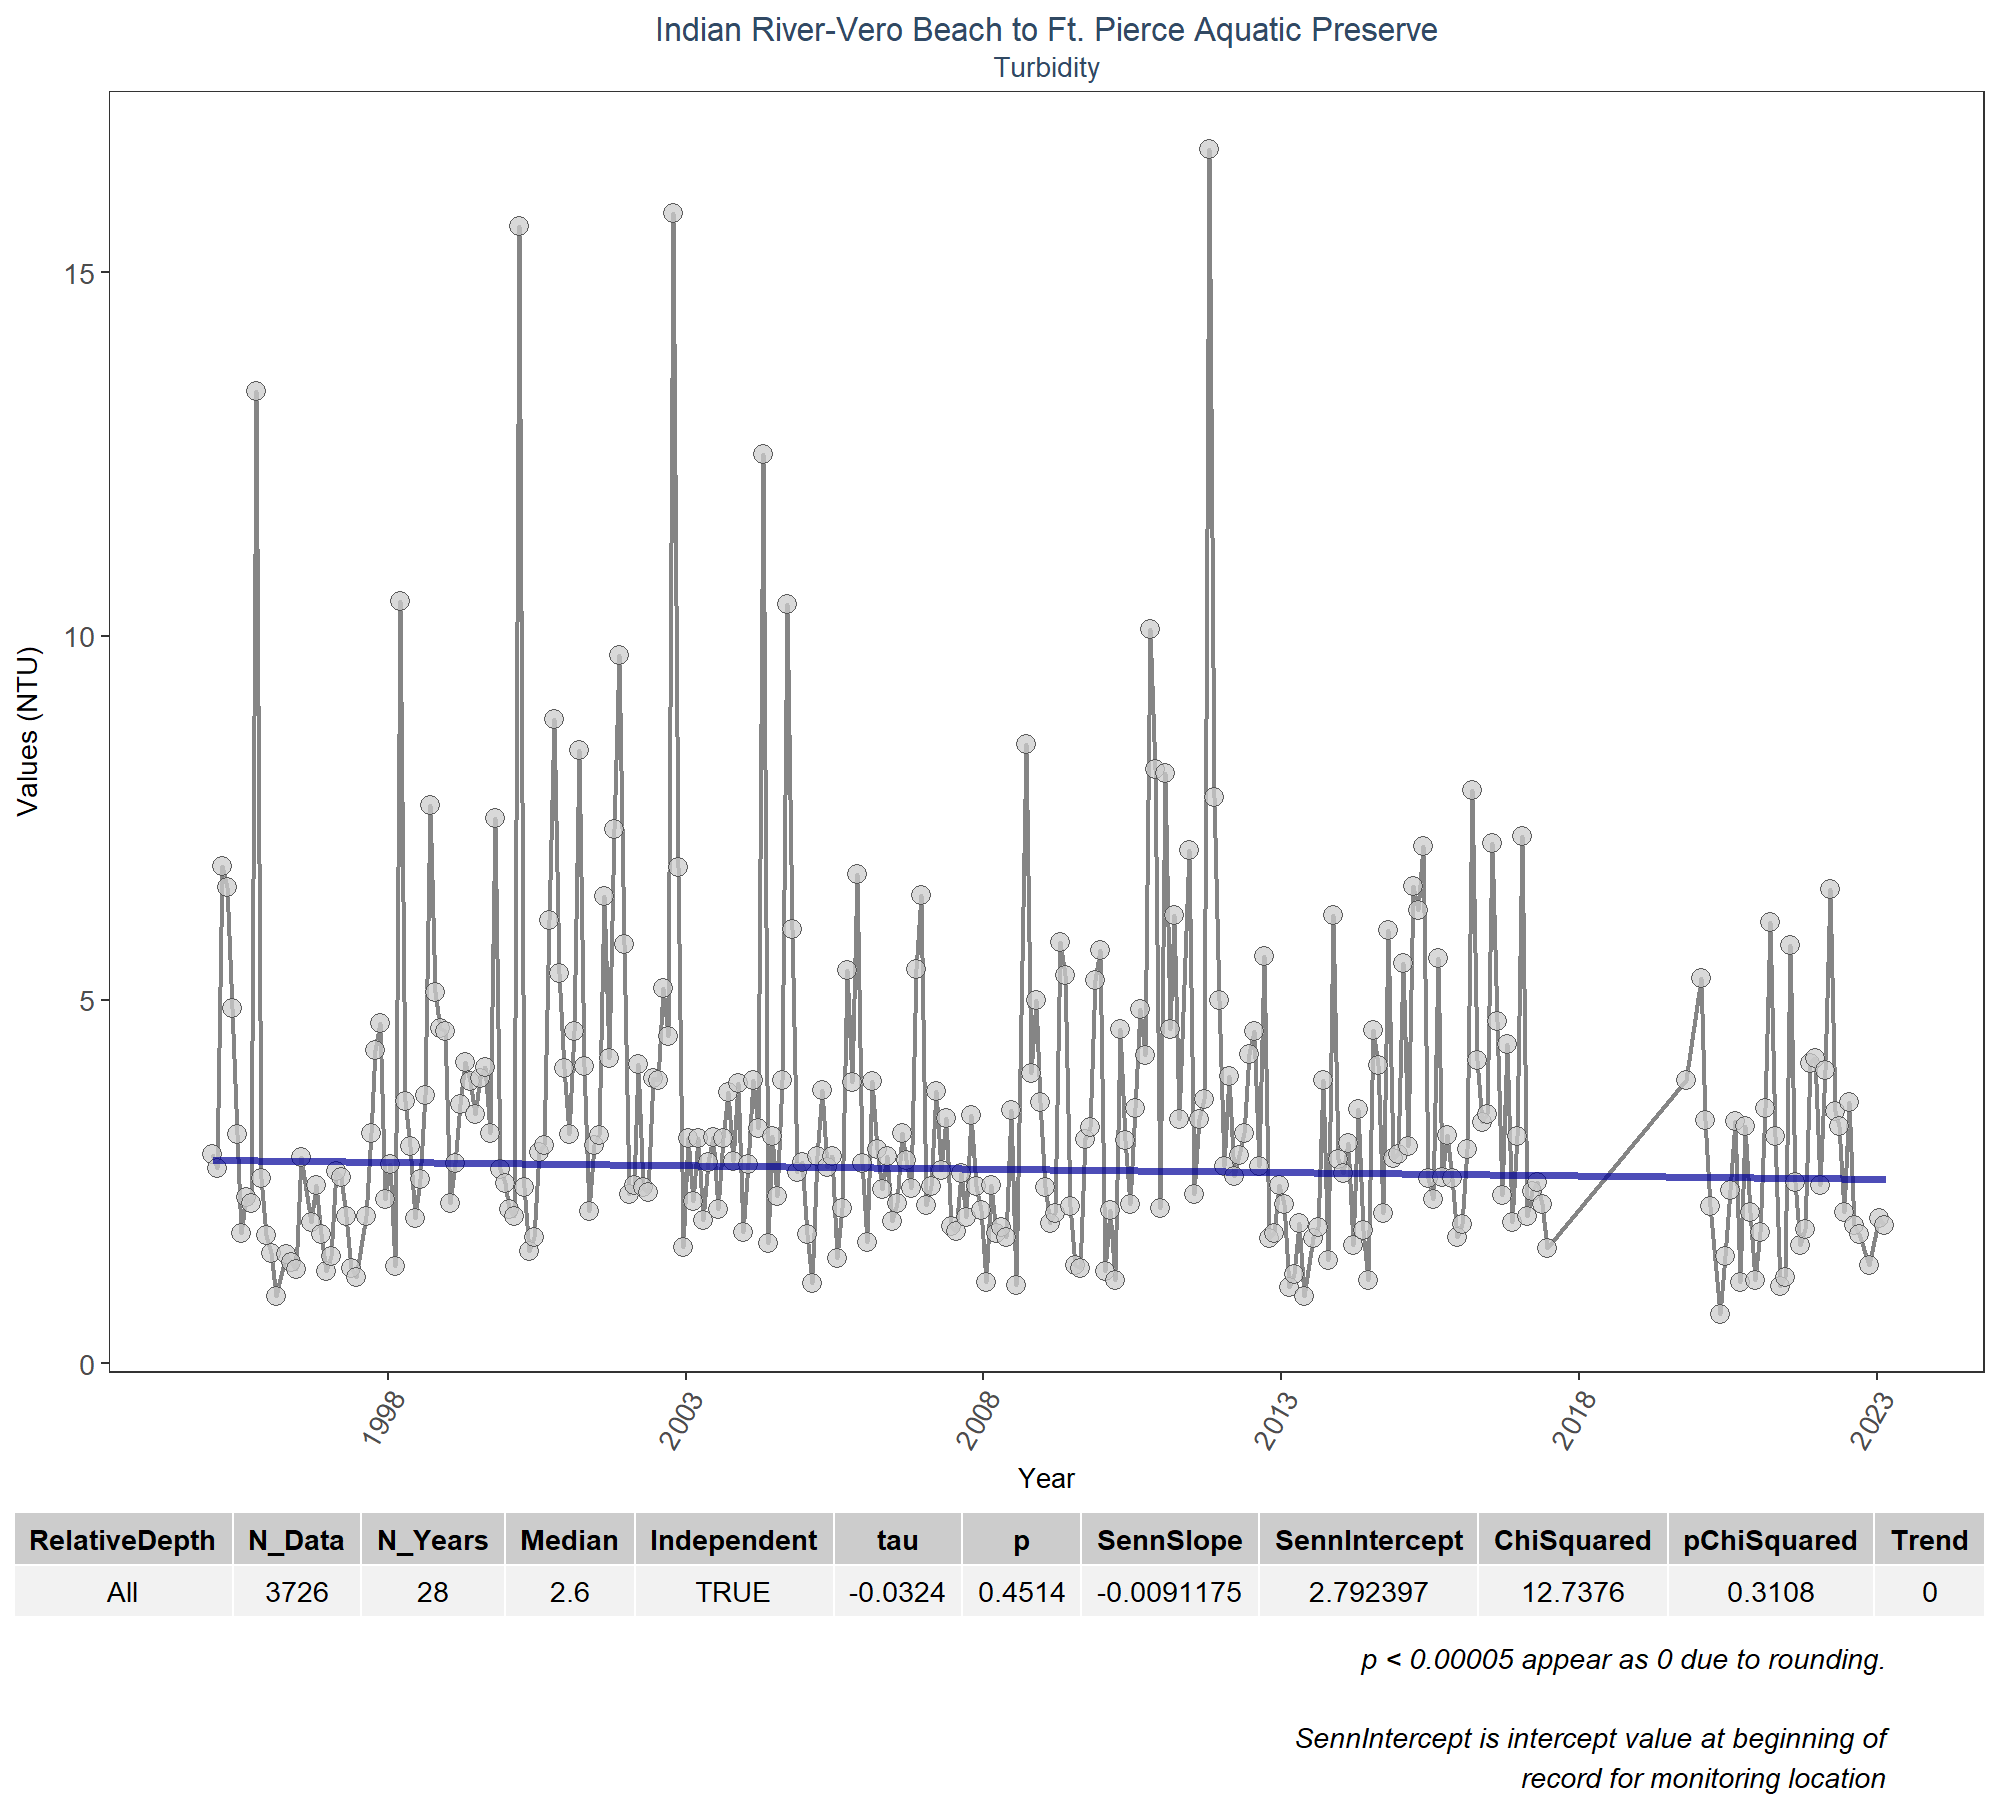 Indian River-Vero Beach to Ft. Pierce Aquatic Preserve
Turbidity
Values (NTU)
15
10
5
0
1998
2003
2008
2013
2018
2023
Year
RelativeDepth N_Data N_Years Median Independent tau p SennSlope SennIntercept ChiSquared pChiSquared Trend
All 3726 28 2.6 TRUE -0.0324 0.4514 -0.0091175 2.792397 12.7376 0.3108 0
p < 0.00005 appear as 0 due to rounding.
SennIntercept is intercept value at beginning of
record for monitoring location